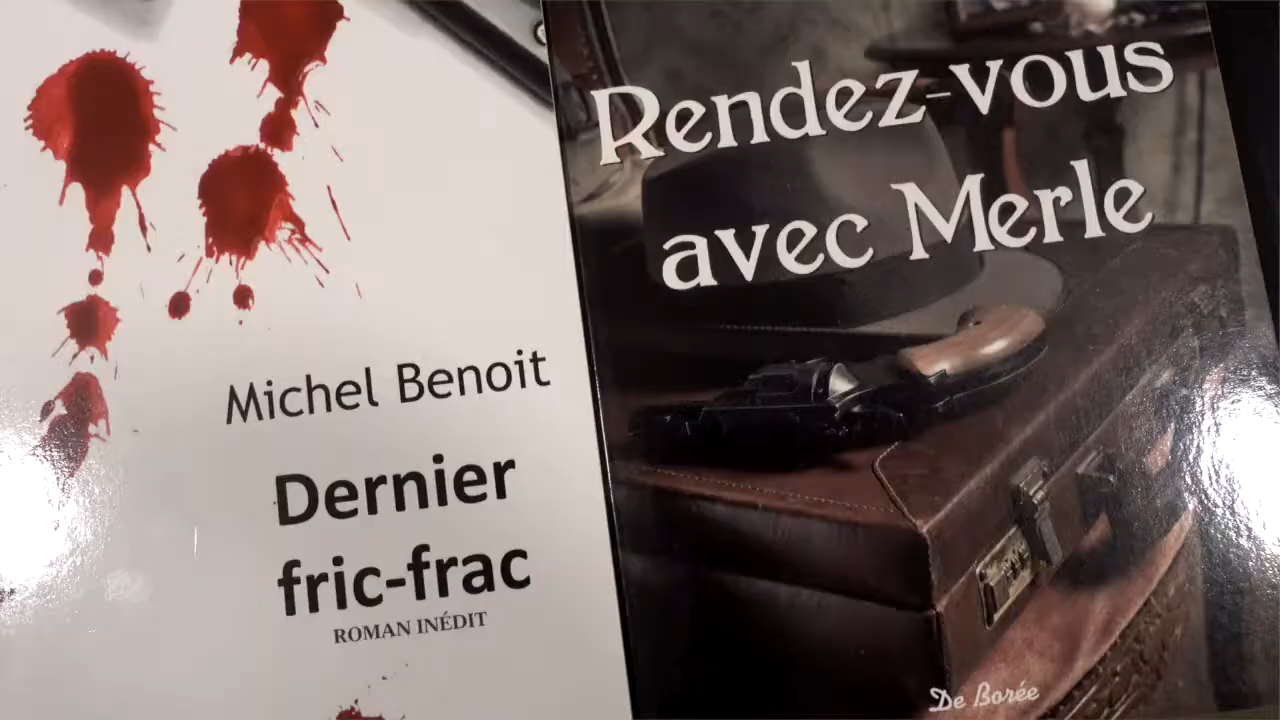 Michel Benoit
Dernier
fric-frac
ROMAN INÉDIT
Rendez-vous
avec Merle
De Borée